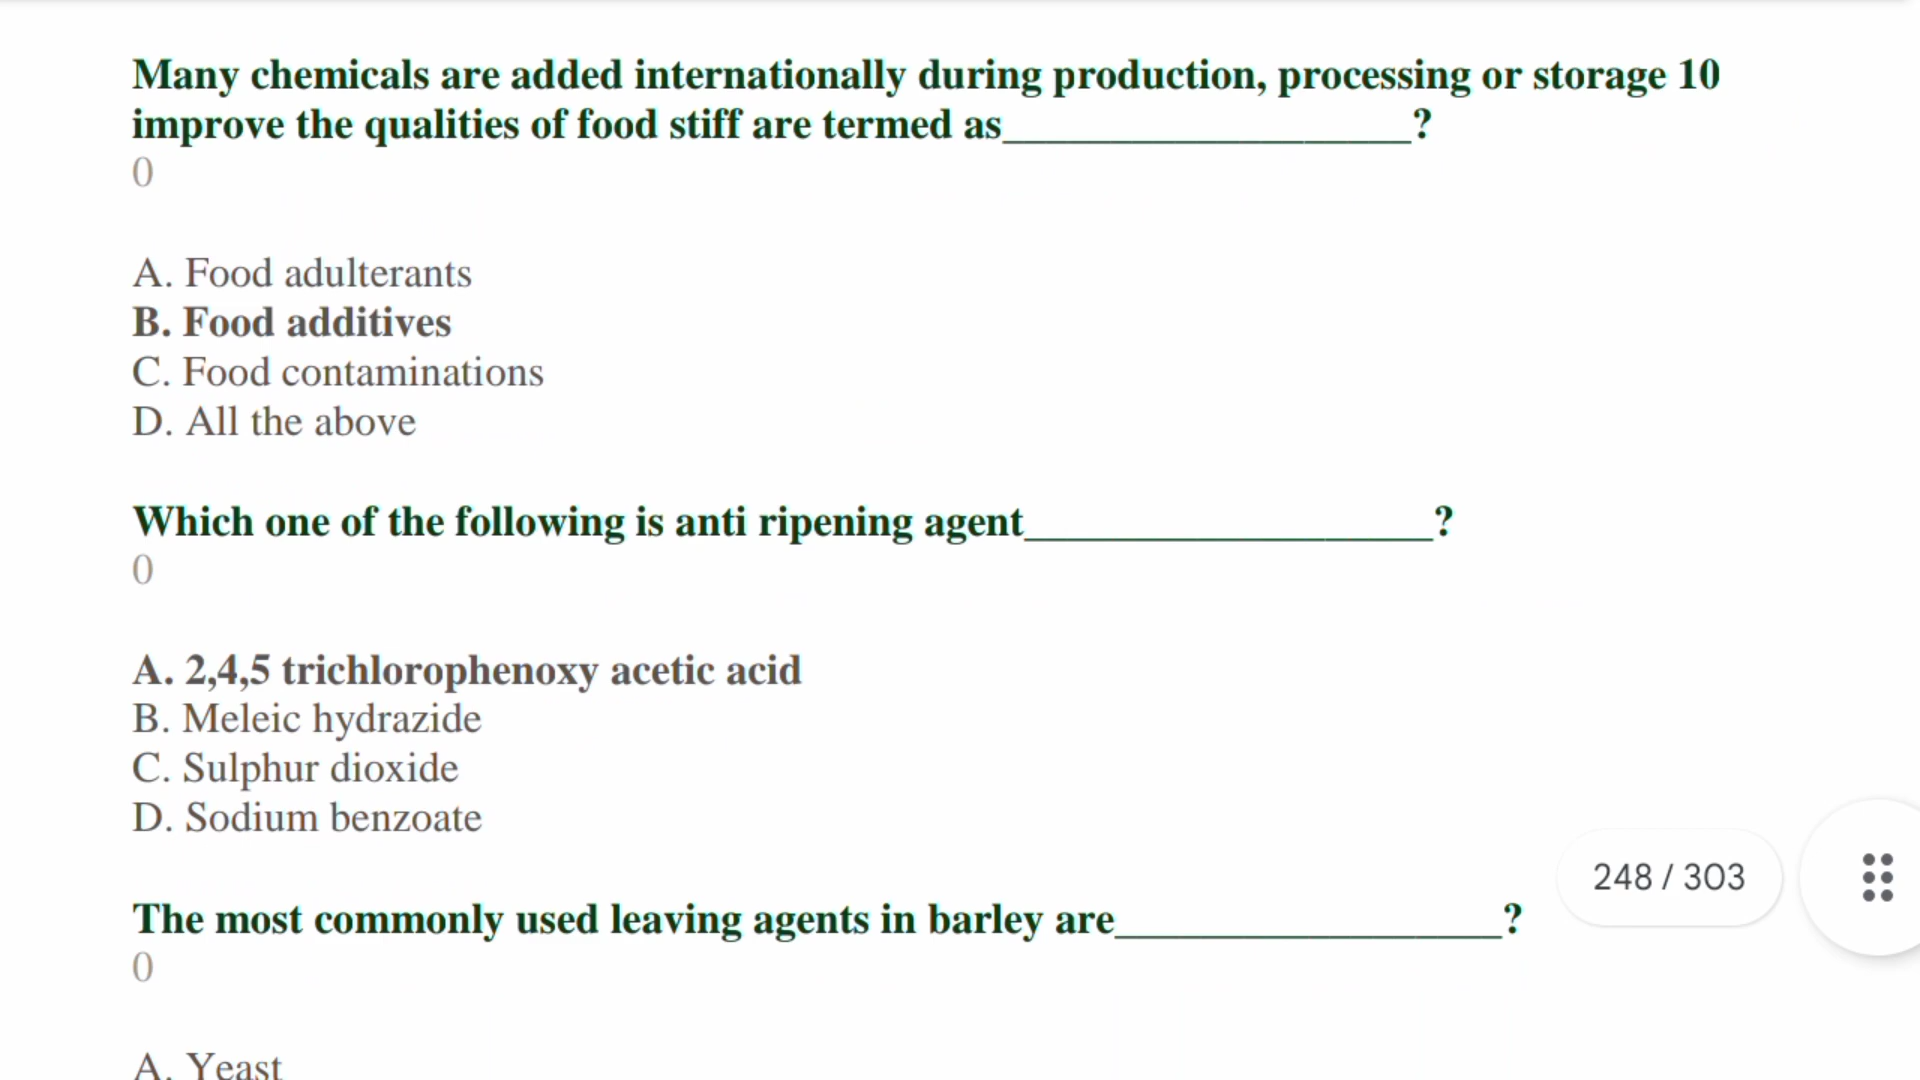 Many chemicals are added internationally during production, processing or storage 10
improve the qualities of food stiff are termed as___________________?
0
A. Food adulterants
B. Food additives
C. Food contaminations
D. All the above
Which one of the following is anti ripening agent___________________?
0
A. 2,4,5 trichlorophenoxy acetic acid
B. Meleic hydrazide
C. Sulphur dioxide
D. Sodium benzoate
248 / 303
The most commonly used leaving agents in barley are__________________?
0
A. Yeast